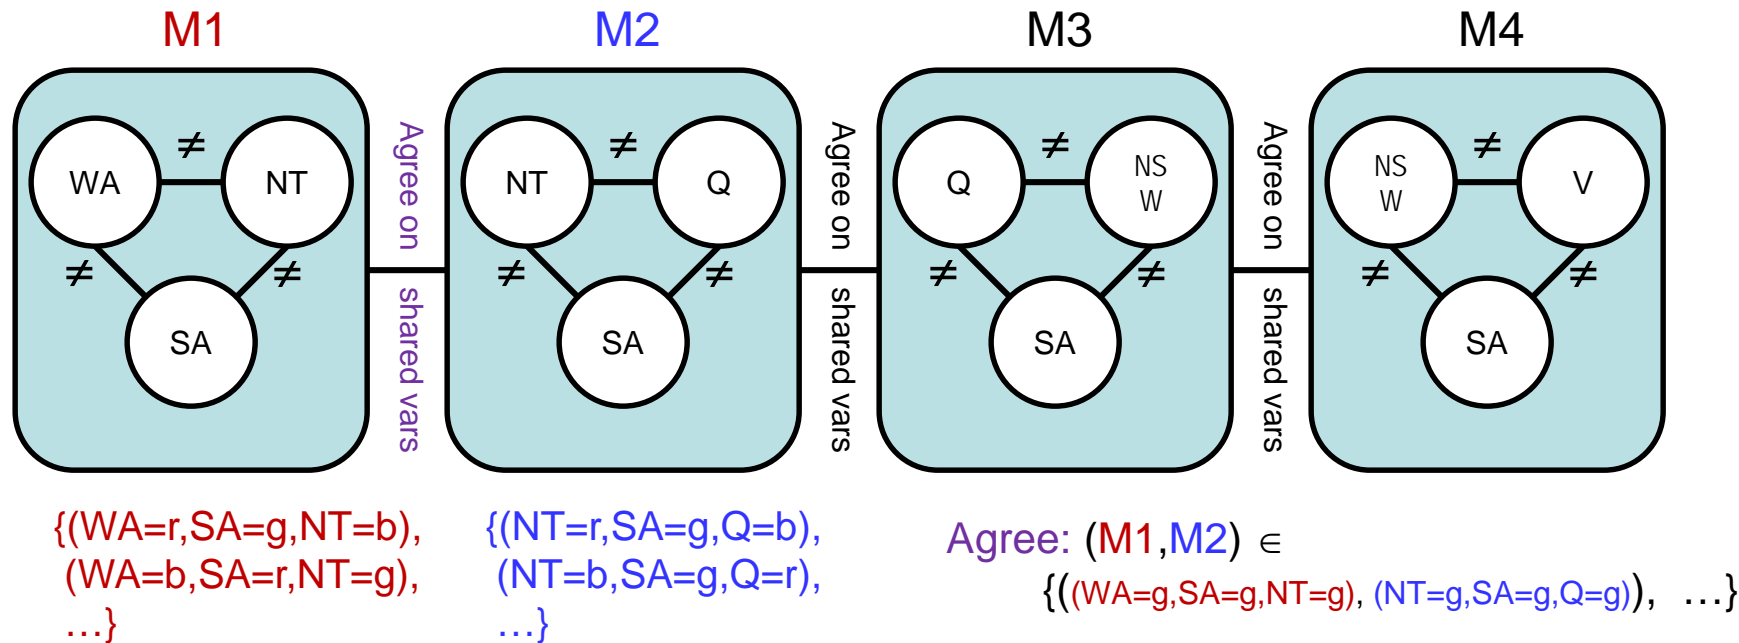 M1
M2
M3
M4
WA
≠
NT
≠
≠
SA
Agree on
shared vars
NT
≠
Q
≠
≠
SA
Agree on
shared vars
Q
≠
NS
W
≠
≠
SA
Agree on
shared vars
NS
W
≠
V
≠
≠
SA
{(WA=r,SA=g,NT=b),
(WA=b,SA=r,NT=g),
…}
{(NT=r,SA=g,Q=b),
(NT=b,SA=g,Q=r),
…}
Agree: (M1,M2) ∈
{((WA=g,SA=g,NT=g), (NT=g,SA=g,Q=g)), …}